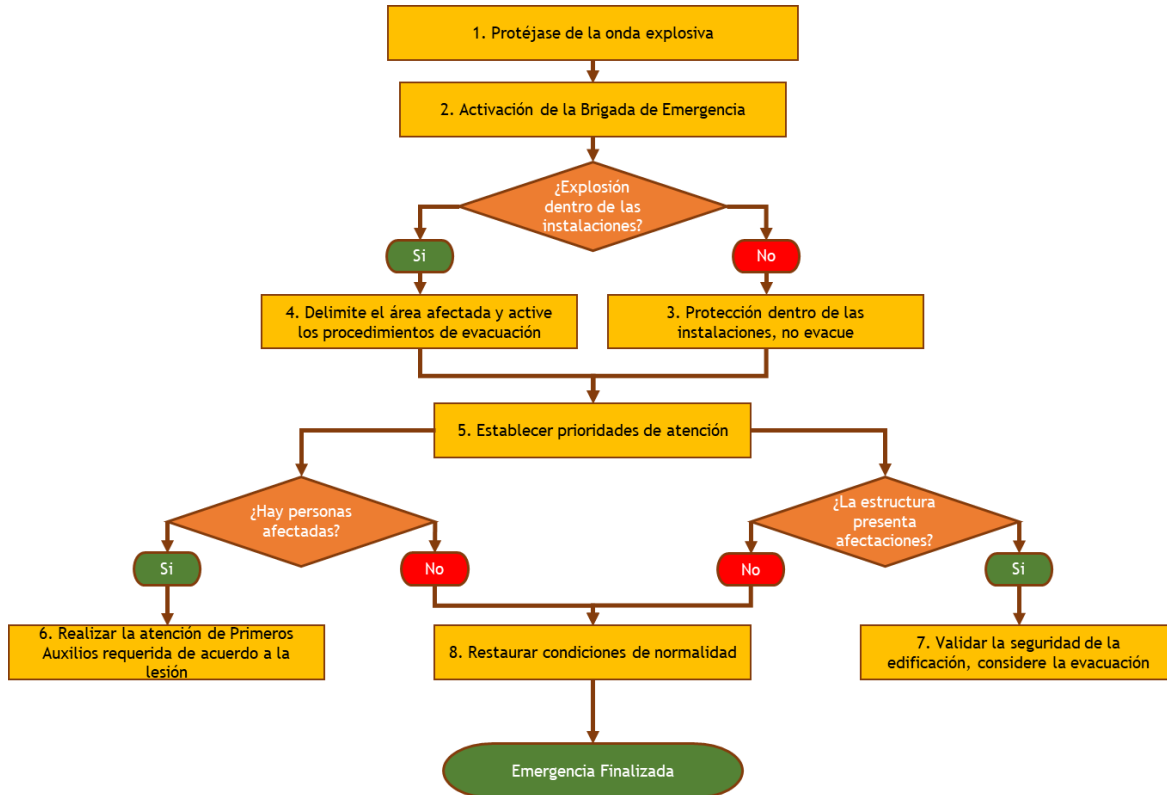 1. Protéjase de la onda explosiva
2. Activación de la Brigada de Emergencia
¿Explosión
dentro de las
instalaciones?
Si
No
4. Delimite el área afectada y active
los procedimientos de evacuación
3. Protección dentro de las
instalaciones, no evacue
5. Establecer prioridades de atención
¿Hay personas
afectadas?
¿La estructura
presenta
afectaciones?
Si
No
No
Si
6. Realizar la atención de Primeros
Auxilios requerida de acuerdo a la
lesión
8. Restaurar condiciones de normalidad
7. Validar la seguridad de la
edificación, considere la evacuación
Emergencia Finalizada